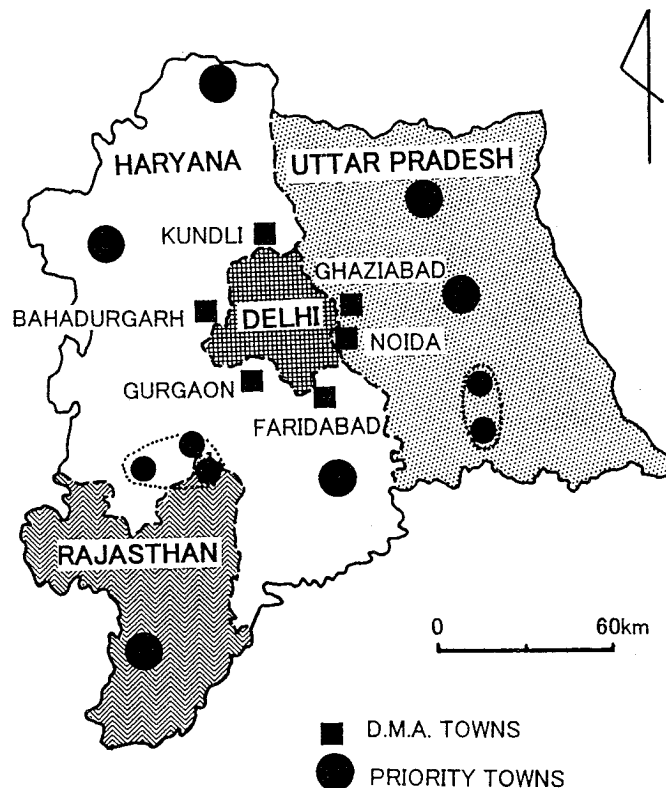 HARYANA
UTTAR PRADESH
KUNDLI
GHAZIABAD
BAHADURGARH
DELHI
NOIDA
GURGAON
FARIDABAD
RAJASTHAN
0 60km
D.M.A. TOWNS
PRIORITY TOWNS